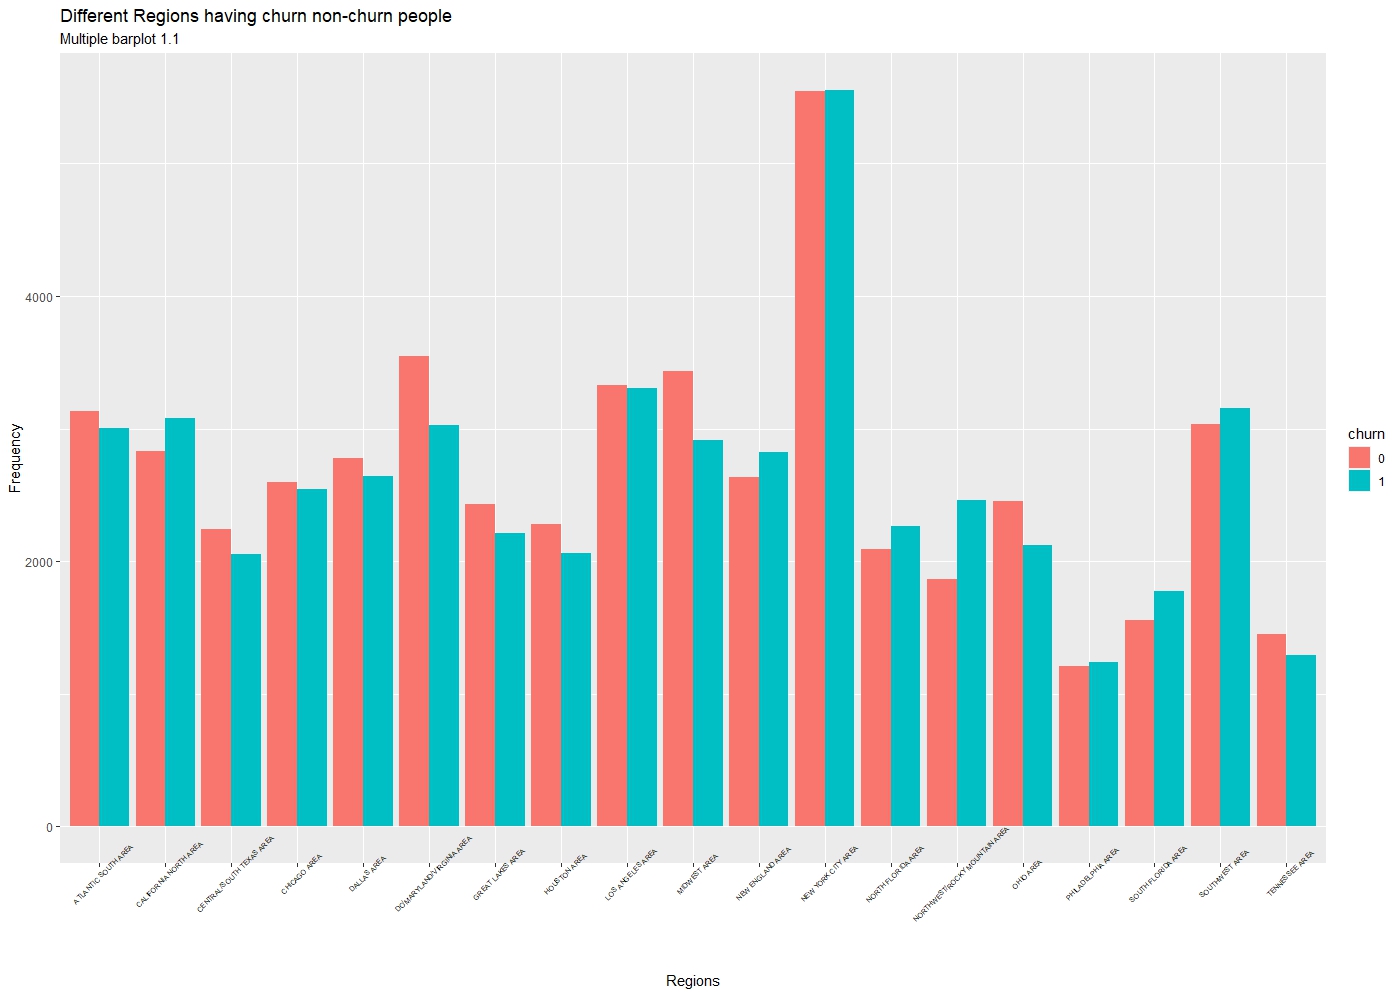 Different Regions having churn non-churn people
Multiple barplot 1.1
Frequency
4000
2000
0
churn
0
1
ATLANTIC SOUTH AREA
CALIFORNIA NORTH AREA
CENTRAL/SOUTH TEXAS AREA
CHICAGO AREA
DALLAS AREA
DC/MARYLAND/VIRGINIA AREA
GREAT LAKES AREA
HOUSTON AREA
LOS ANGELES AREA
MIDWEST AREA
NEW ENGLAND AREA
NEW YORK CITY AREA
NORTH FLORIDA AREA
NORTHWEST/ROCKY MOUNTAIN AREA
OHIO AREA
PHILADELPHIA AREA
SOUTH FLORIDA AREA
SOUTHWEST AREA
TENNESSEE AREA
Regions